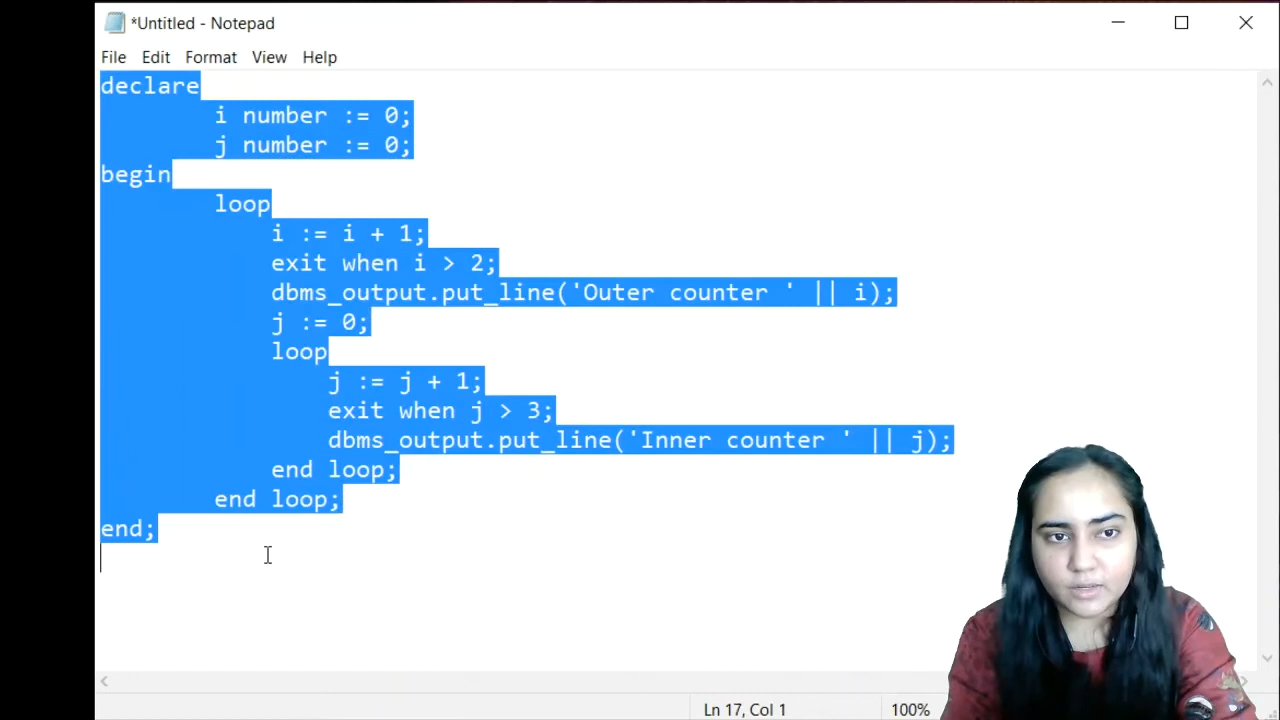 *Untitled - Notepad
File Edit Format View Help
declare
i number := 0;
j number := 0;
begin
loop
i := i + 1;
exit when i > 2;
dbms_output.put_line('Outer counter ' || i);
j := 0;
loop
j := j + 1;
exit when j > 3;
dbms_output.put_line('Inner counter ' || j);
end loop;
end loop;
end;
Ln 17, Col 1
100%